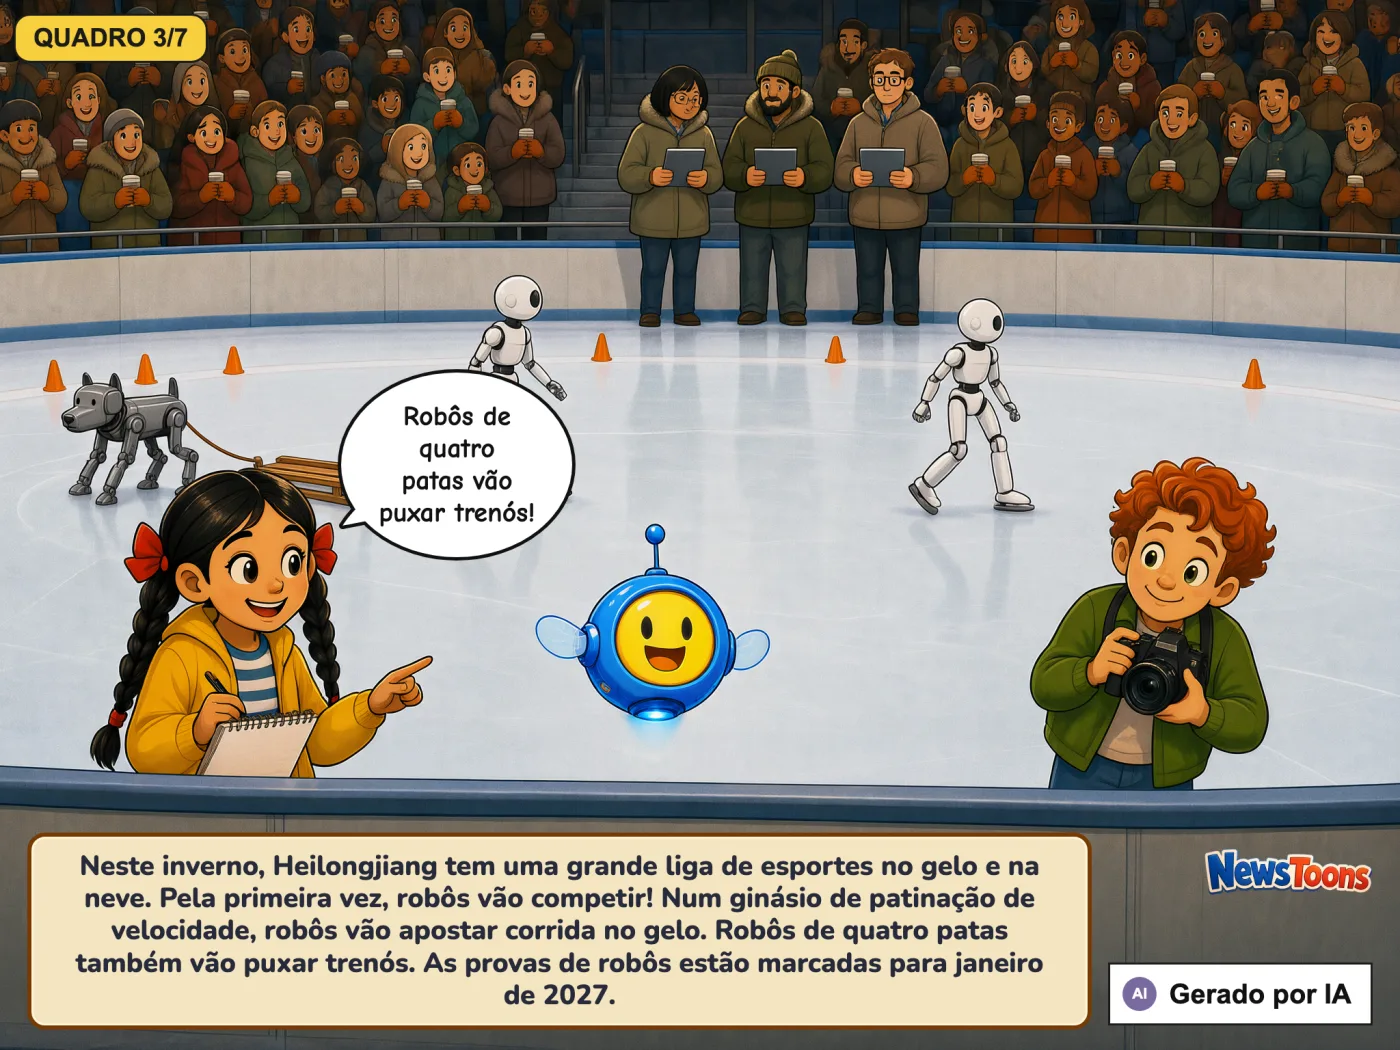 QUADRO 3/7
Robôs de
quatro
patas vão
puxar trenós!
Neste inverno, Heilongjiang tem uma grande liga de esportes no gelo e na
neve. Pela primeira vez, robôs vão competir! Num ginásio de patinação de
velocidade, robôs vão apostar corrida no gelo. Robôs de quatro patas
também vão puxar trenós. As provas de robôs estão marcadas para janeiro
de 2027.
NewsToons
AI Gerado por IA